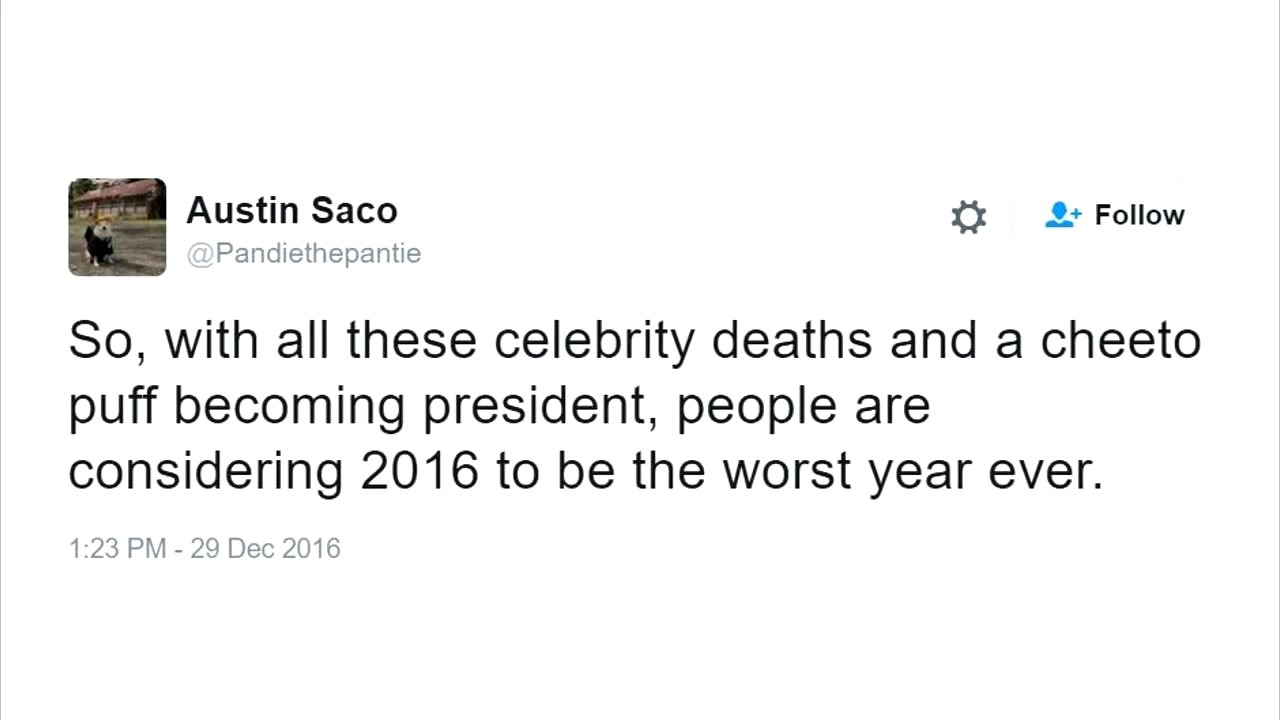 Austin Saco
@Pandiethepantie
Follow
So, with all these celebrity deaths and a cheeto
puff becoming president, people are
considering 2016 to be the worst year ever.
1:23 PM - 29 Dec 2016